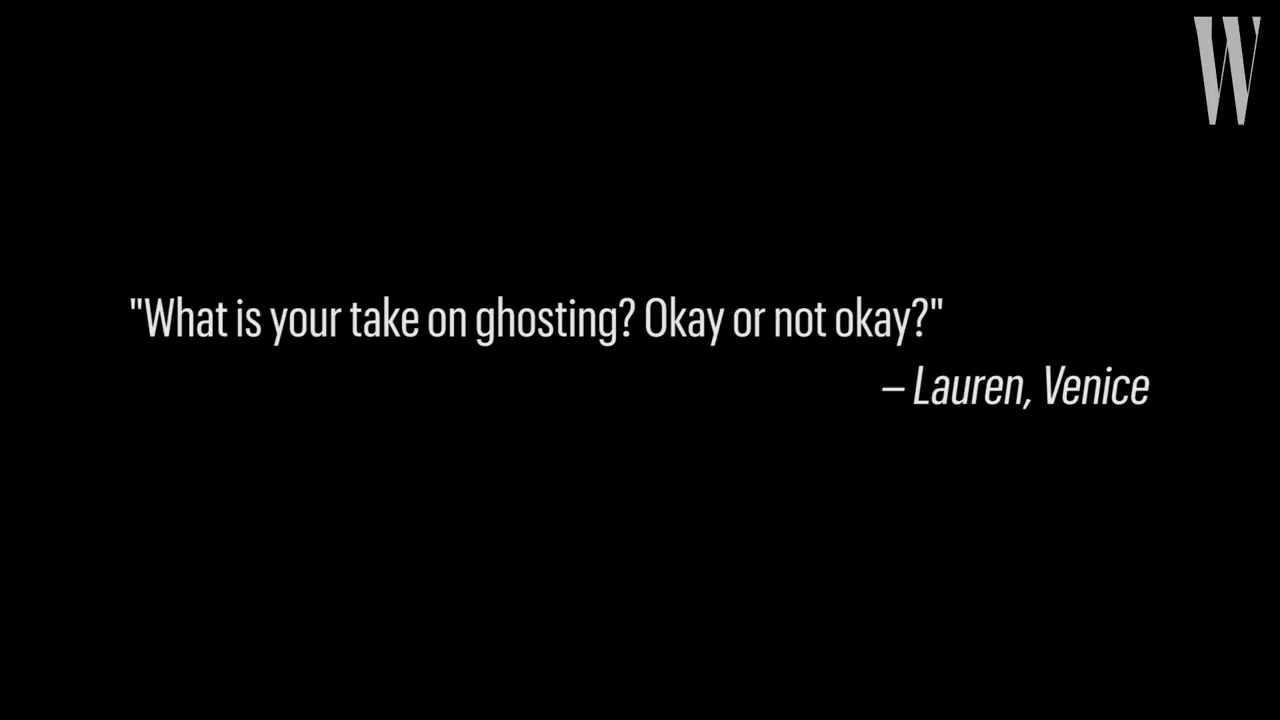 W
"What is your take on ghosting? Okay or not okay?"
– Lauren, Venice